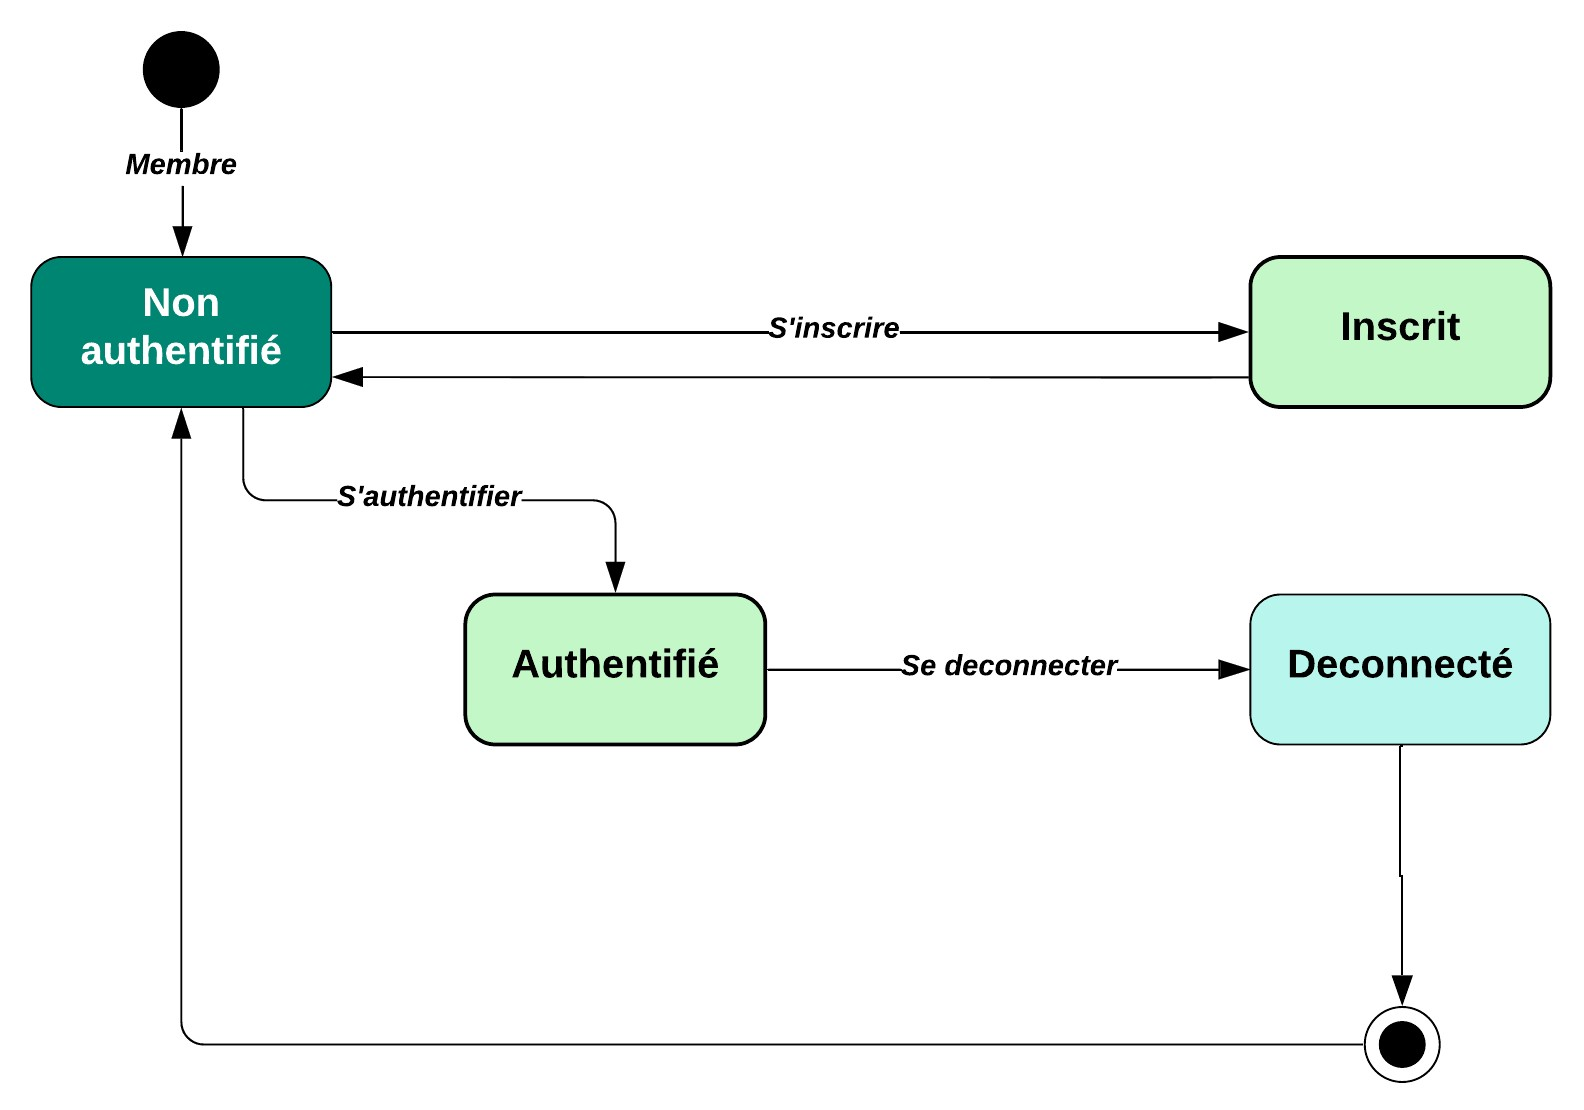 Membre
Non
authentifié
S'inscrire
Inscrit
S'authentifier
Authentifié
Se deconnecter
Deconnecté